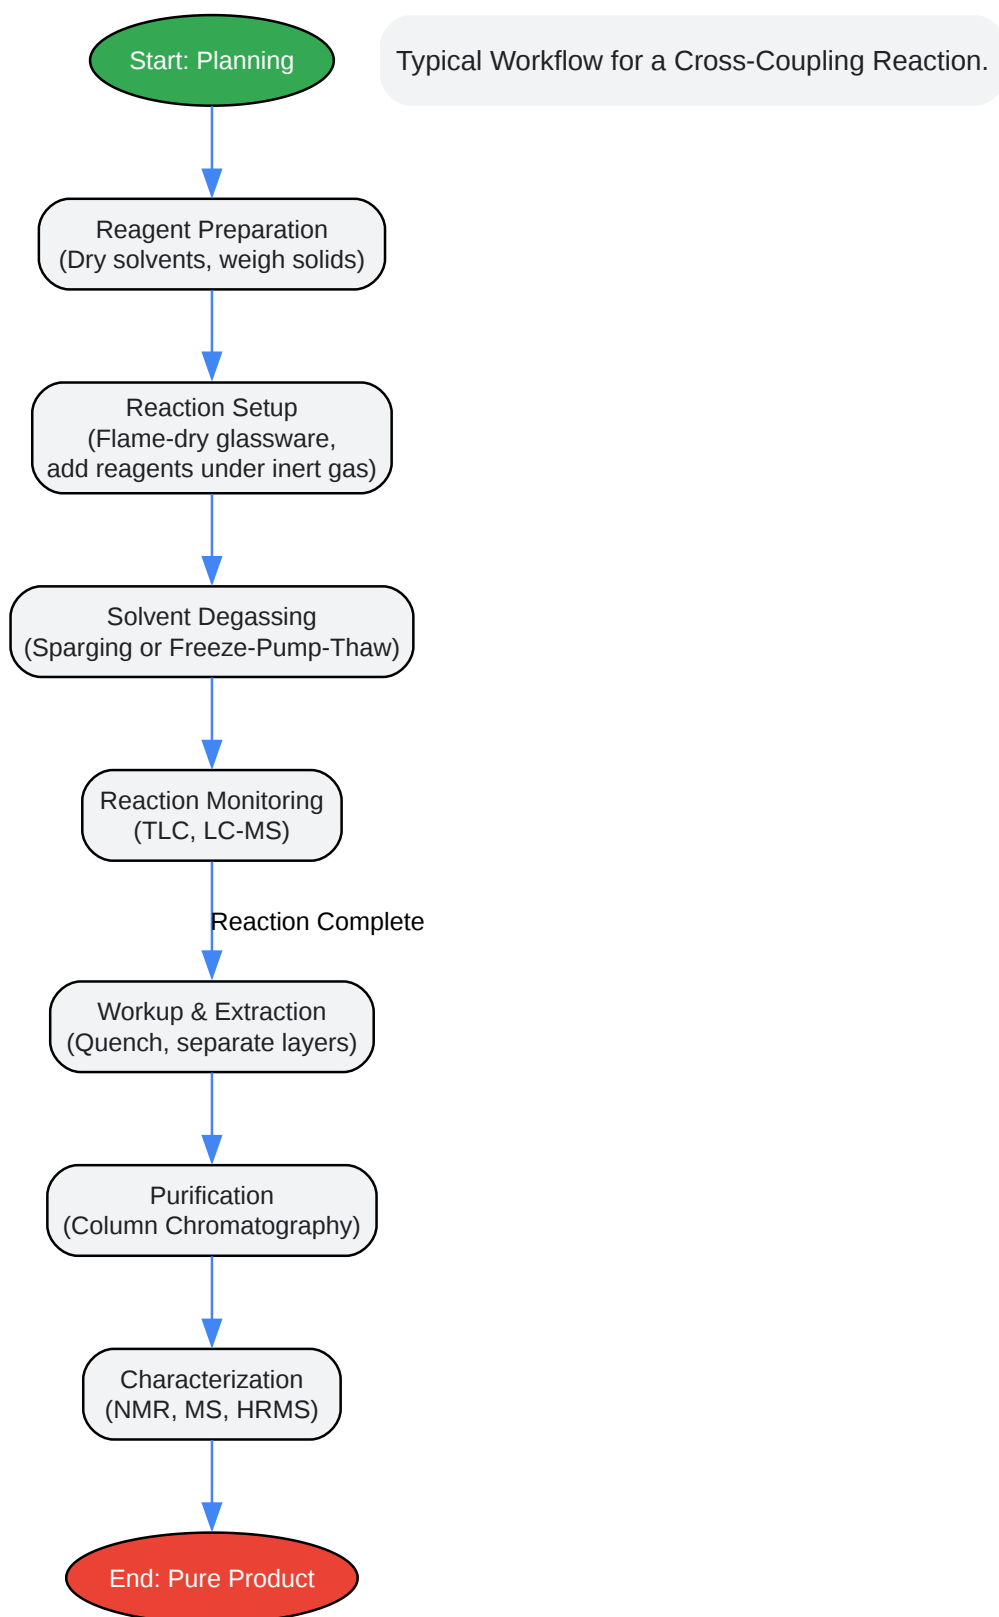 Start: Planning
Typical Workflow for a Cross-Coupling Reaction.
Reagent Preparation
(Dry solvents, weigh solids)
Reaction Setup
(Flame-dry glassware,
add reagents under inert gas)
Solvent Degassing
(Sparging or Freeze-Pump-Thaw)
Reaction Monitoring
(TLC, LC-MS)
Reaction Complete
Workup & Extraction
(Quench, separate layers)
Purification
(Column Chromatography)
Characterization
(NMR, MS, HRMS)
End: Pure Product